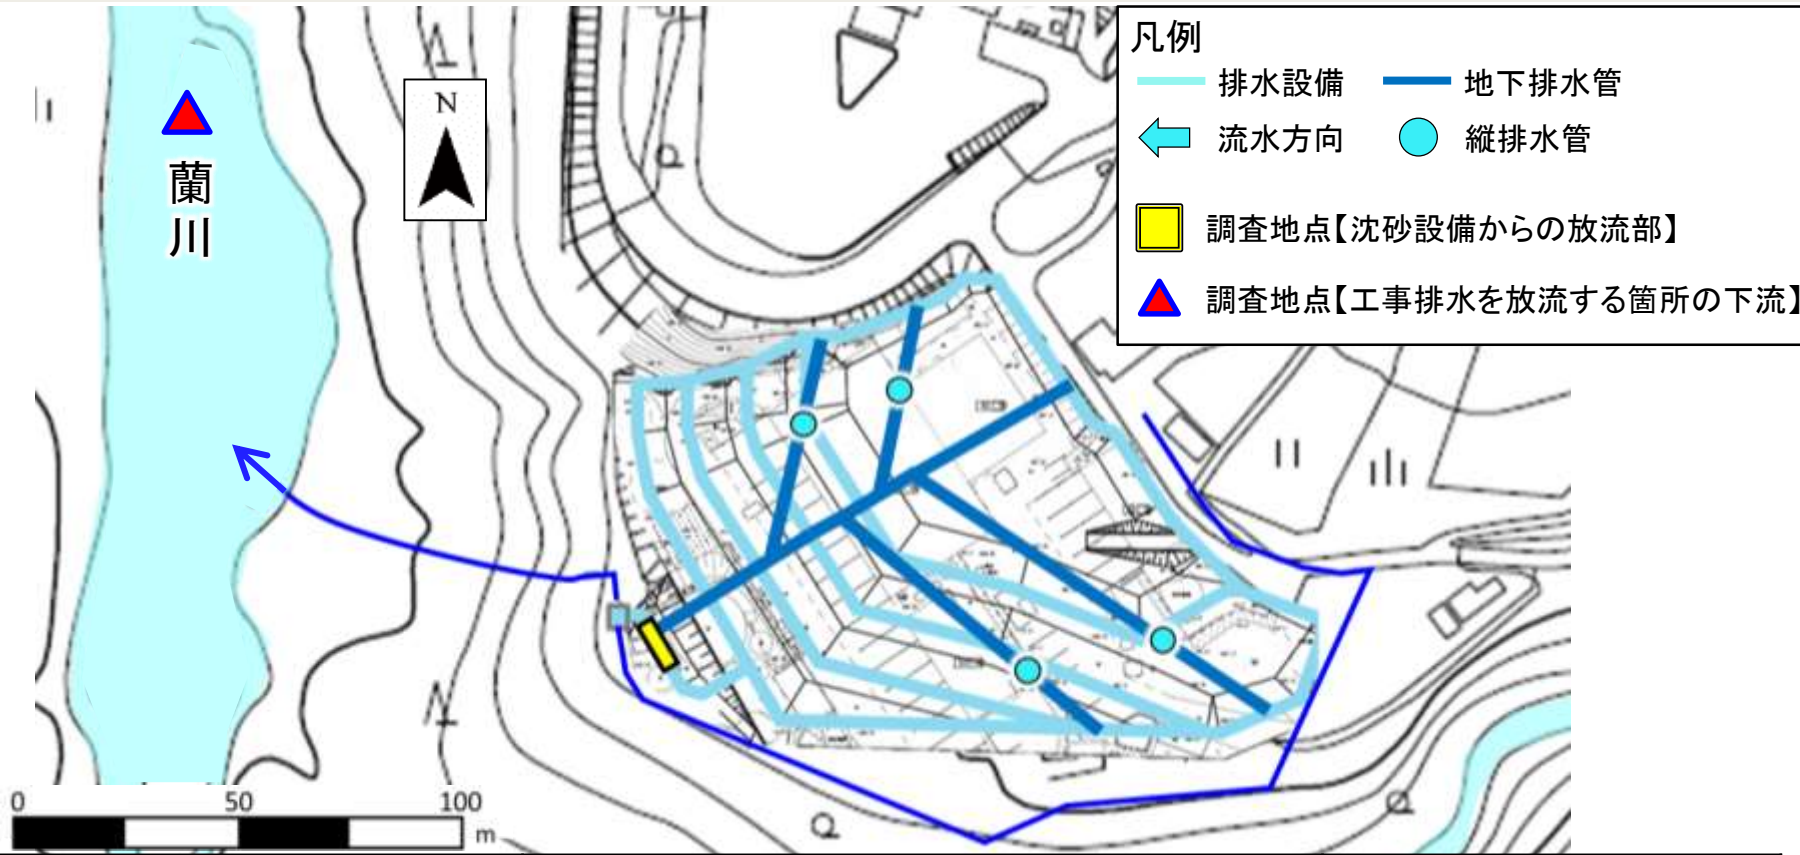 凡例
排水設備
地下排水管
流水方向
縦排水管
調査地点【沈砂設備からの放流部】
調査地点【工事排水を放流する箇所の下流】
N
蘭川
0 50 100
m